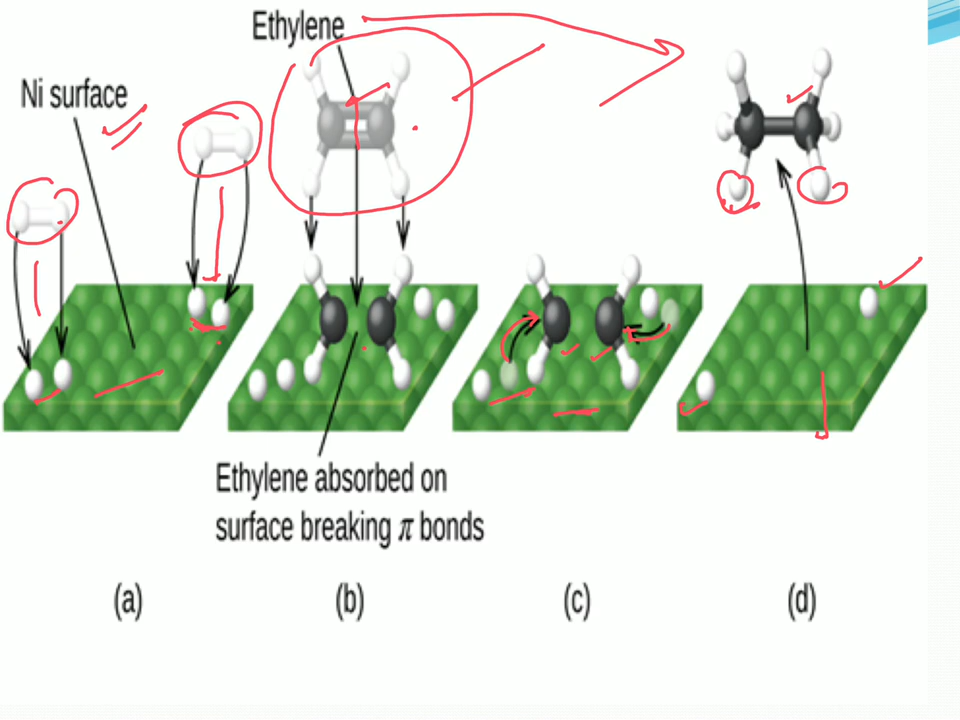 Ethylene
Ni surface
Ethylene absorbed on
surface breaking π bonds
(a)
(b)
(c)
(d)